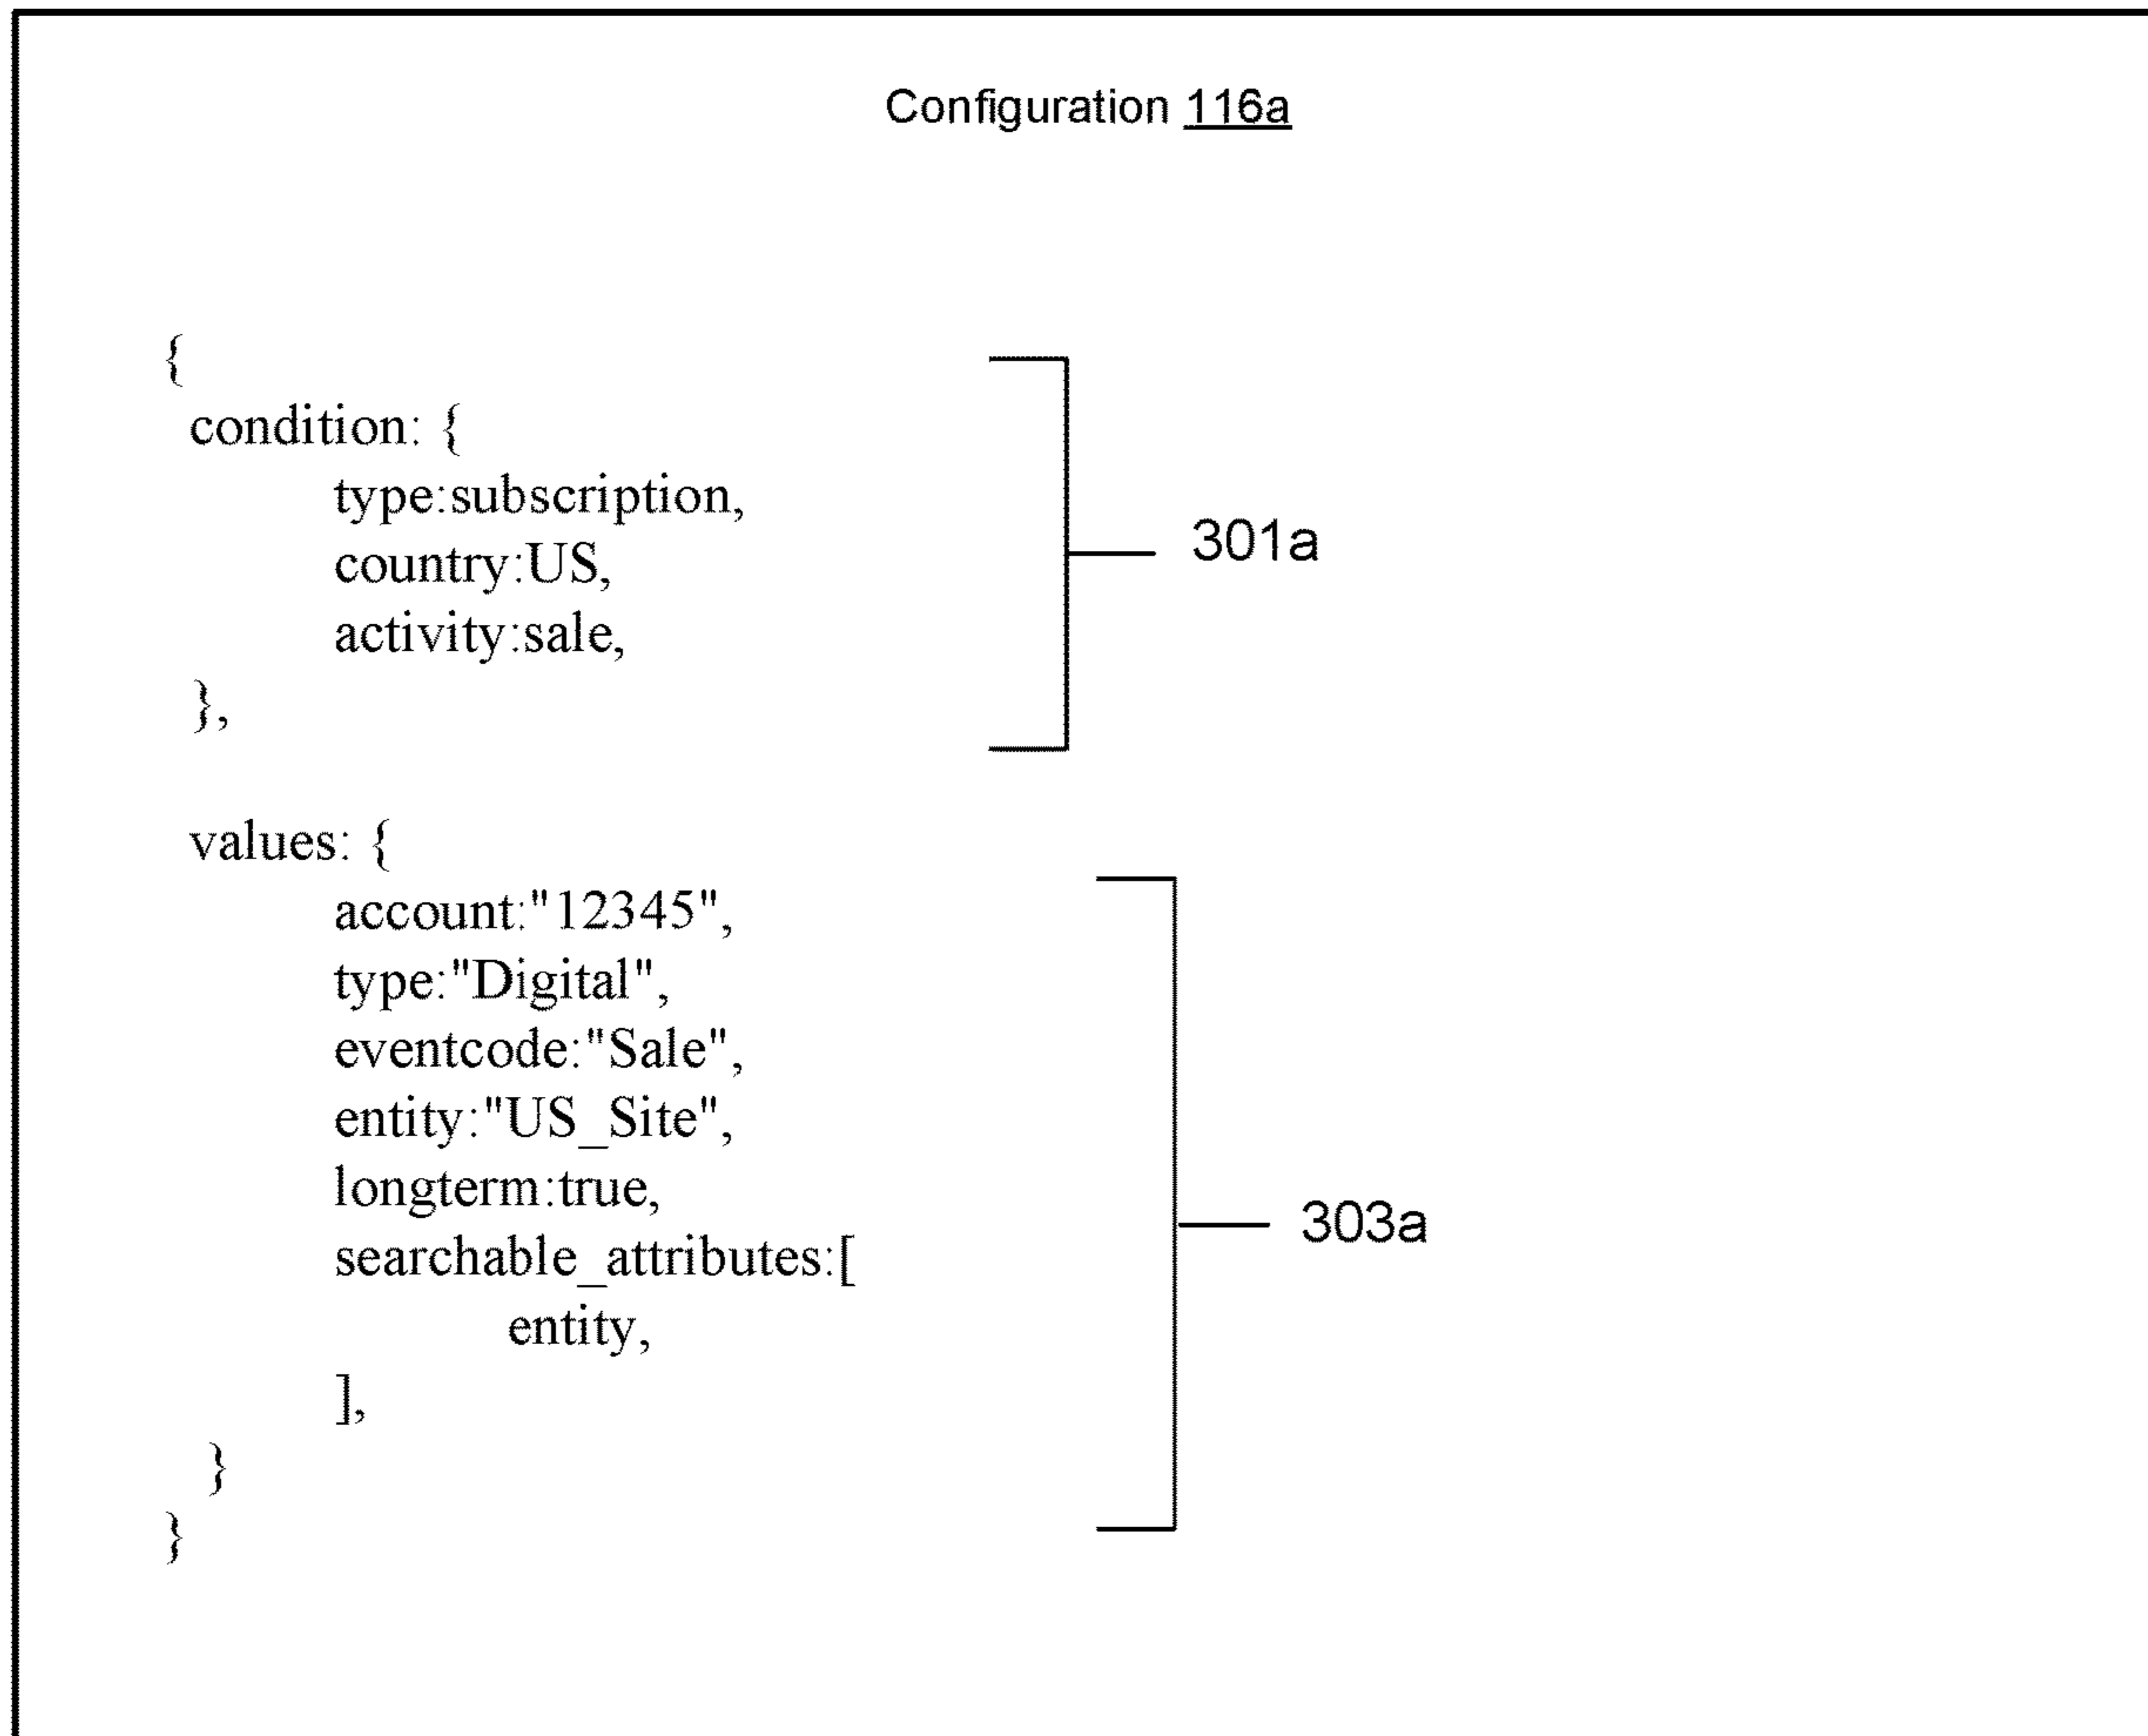 Configuration 116a
{
condition: {
type:subscription,
country:US,
activity:sale,
},
301a
values: {
account:"12345",
type:"Digital",
eventcode:"Sale",
entity:"US_Site",
longterm:true,
searchable_attributes:[
entity,
],
}
}
303a